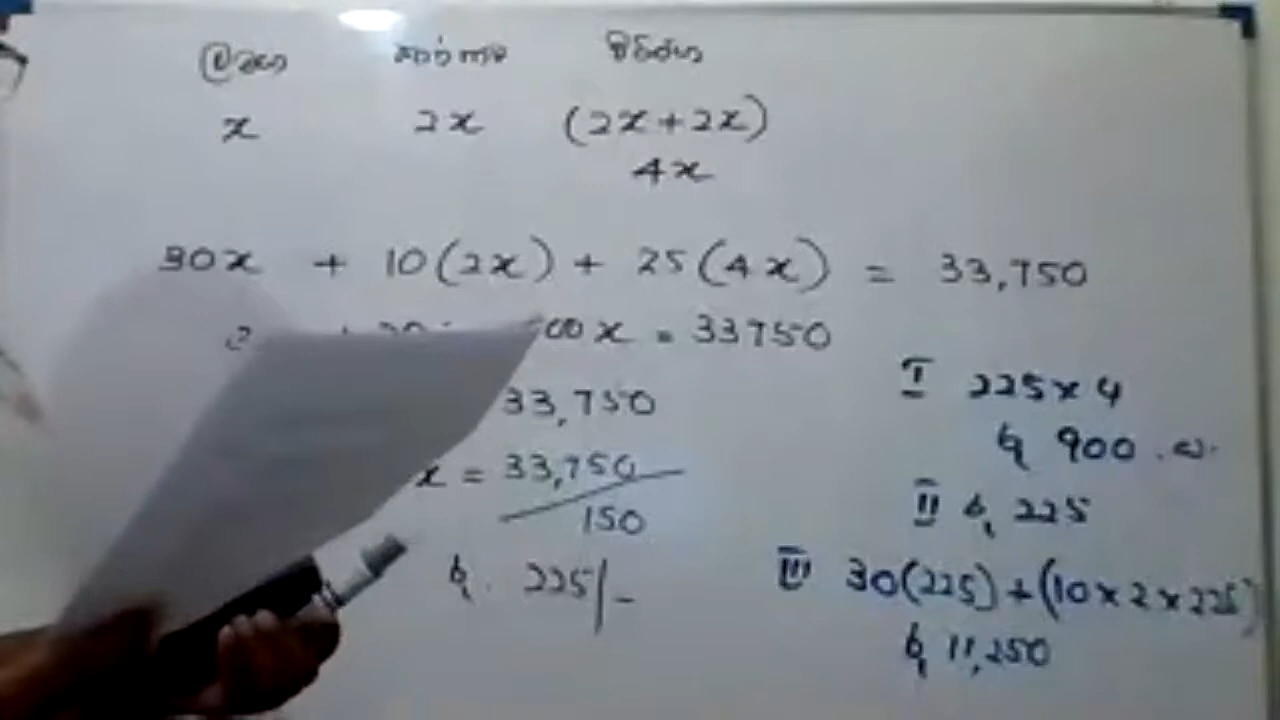 x 2x (2x+2x)
4x
30x + 10(2x) + 25(4x) = 33,750
00x = 33750
33,750
x = 33,750
150
රු. 225/-
I 225×4
රු 900
II රු 225
III 30(225)+(10×2×225)
රු 11,250